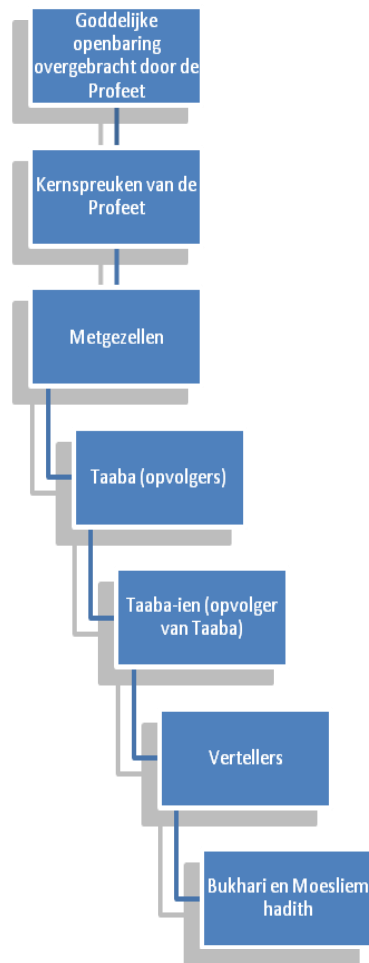 Goddelijke
openbaring
overgebracht door de
Profeet
Kernspreuken van de
Profeet
Metgezellen
Taaba (opvolgers)
Taaba-ien (opvolger
van Taaba)
Vertellers
Bukhari en Moesliem
hadith